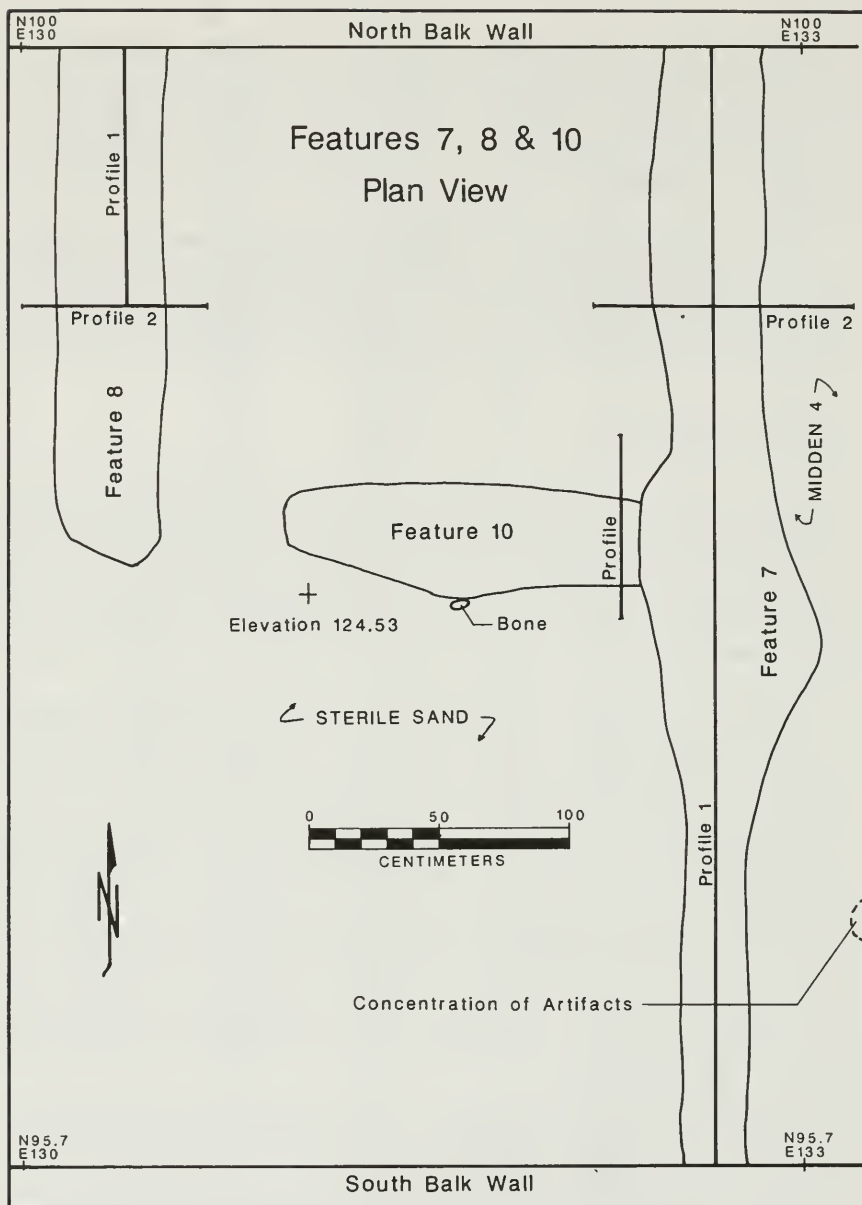 N100
E130
North Balk Wall
N100
E133
Features 7, 8 & 10
Plan View
Profile 1
Profile 2
Profile 2
Feature 8
MIDDEN 4
Feature 10
Profile
Feature 7
Elevation 124.53
Bone
STERILE SAND
0 50 100
CENTIMETERS
Profile 1
N
Concentration of Artifacts
N95.7
E130
N95.7
E133
South Balk Wall